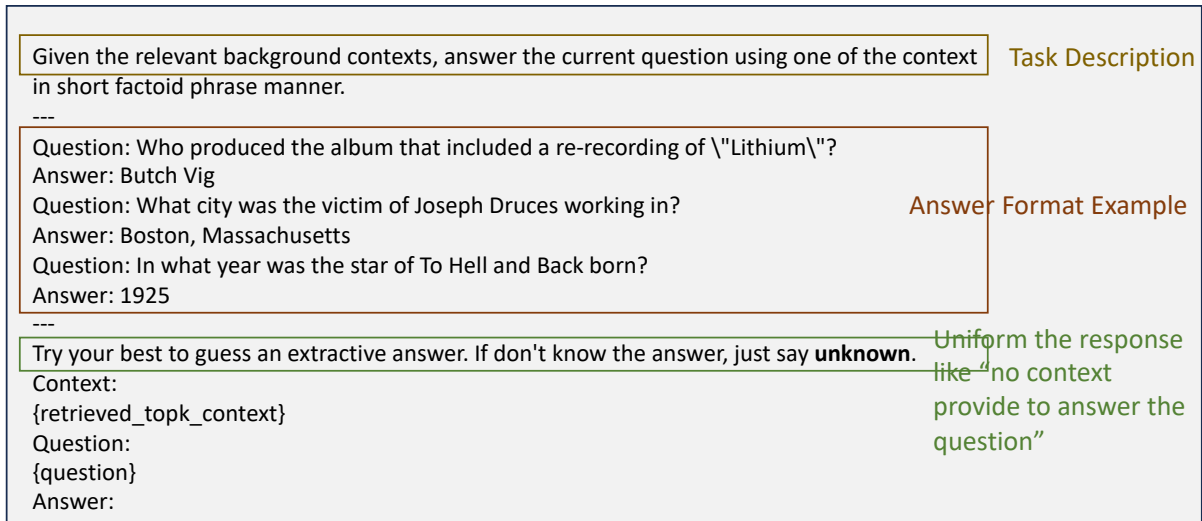 Given the relevant background contexts, answer the current question using one of the context
Task Description
in short factoid phrase manner.
---
Question: Who produced the album that included a re-recording of \"Lithium\"?
Answer: Butch Vig
Question: What city was the victim of Joseph Druces working in?
Answer Format Example
Answer: Boston, Massachusetts
Question: In what year was the star of To Hell and Back born?
Answer: 1925
---
Try your best to guess an extractive answer. If don't know the answer, just say unknown.
Uniform the response
like “no context
provide to answer the
question”
Context:
{retrieved_topk_context}
Question:
{question}
Answer: